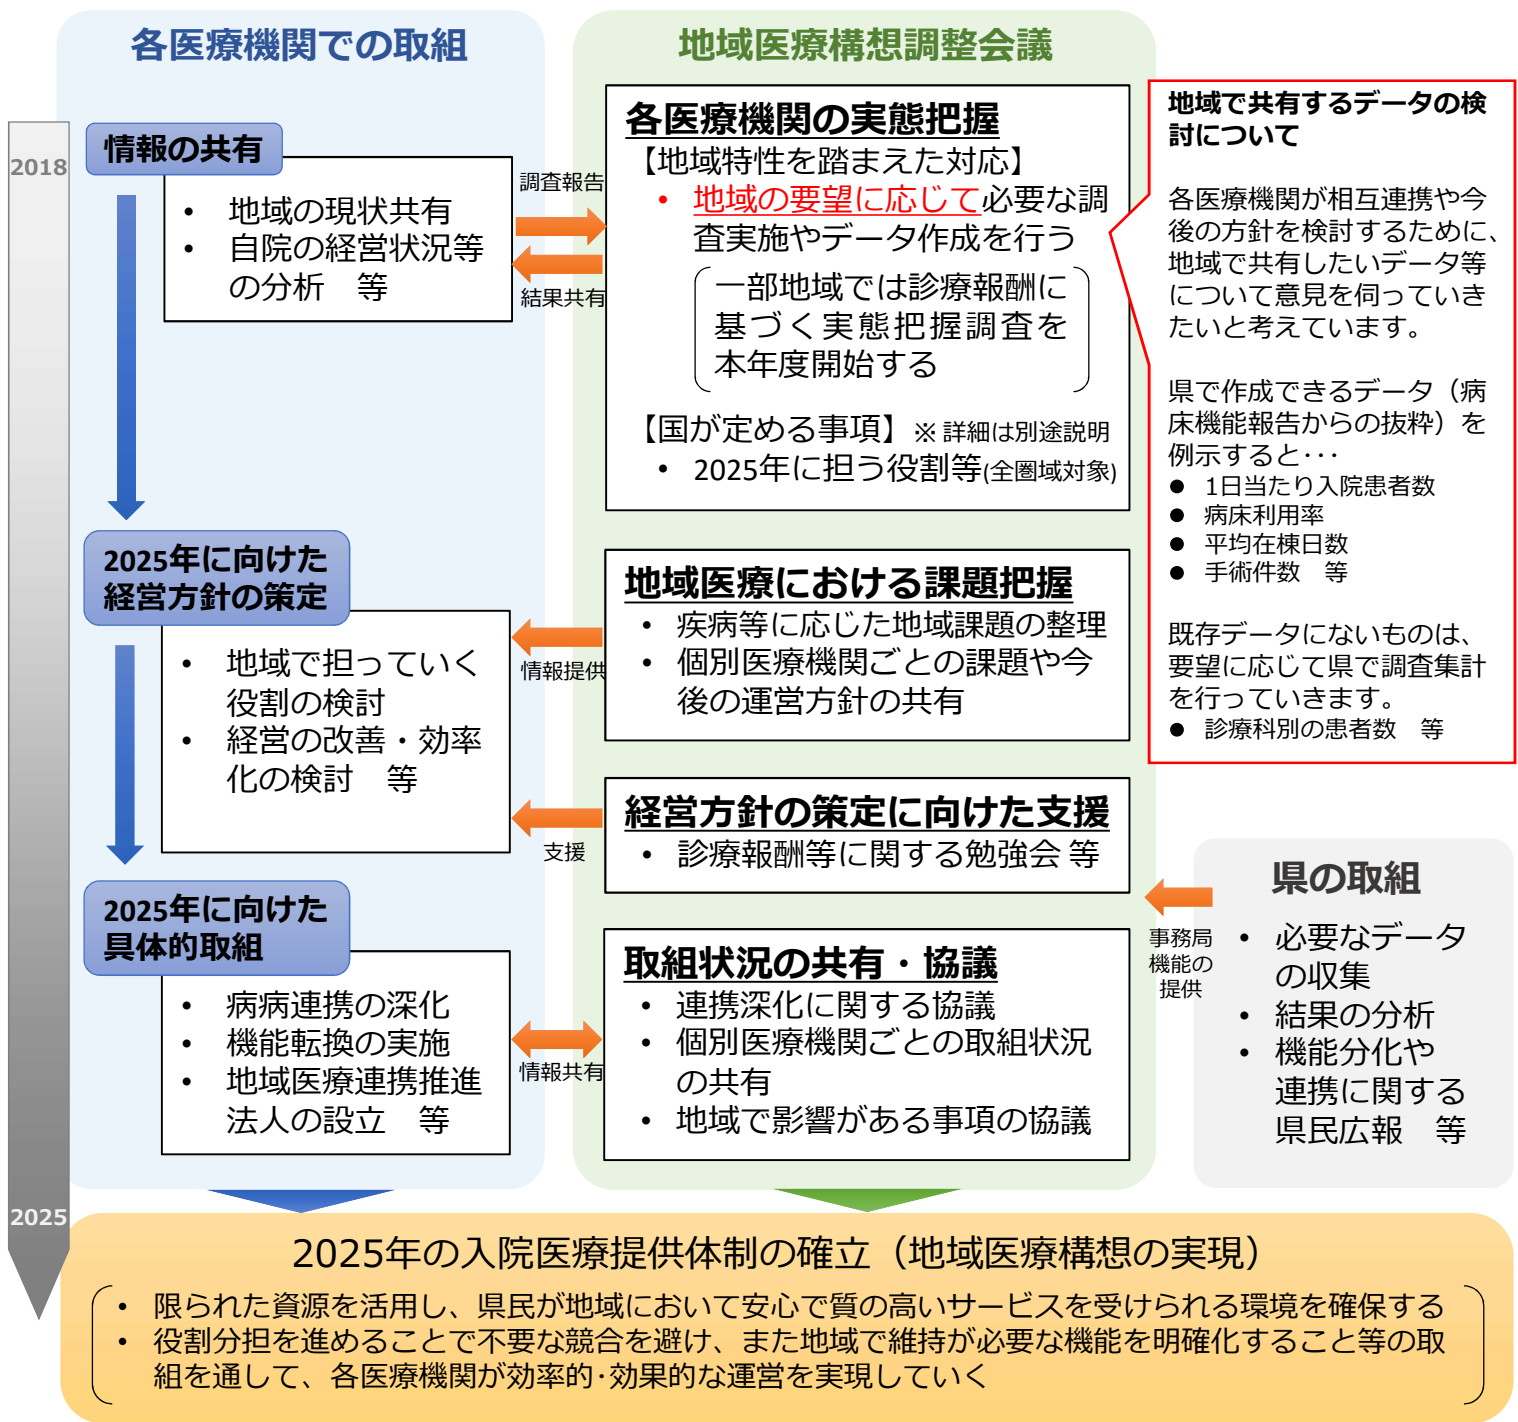 各医療機関での取組
2018
情報の共有
• 地域の現状共有
• 自院の経営状況等
の分析　等
2025年に向けた
経営方針の策定
• 地域で担っていく
役割の検討
• 経営の改善・効率
化の検討　等
2025年に向けた
具体的取組
• 病病連携の深化
• 機能転換の実施
• 地域医療連携推進
法人の設立　等
2025
調査報告
結果共有
情報提供
支援
情報共有
地域医療構想調整会議
各医療機関の実態把握
【地域特性を踏まえた対応】
• 地域の要望に応じて必要な調
査実施やデータ作成を行う
一部地域では診療報酬に
基づく実態把握調査を
本年度開始する
【国が定める事項】※ 詳細は別途説明
• 2025年に担う役割等(全圏域対象)
地域医療における課題把握
• 疾病等に応じた地域課題の整理
• 個別医療機関ごとの課題や今
後の運営方針の共有
経営方針の策定に向けた支援
• 診療報酬等に関する勉強会 等
取組状況の共有・協議
• 連携深化に関する協議
• 個別医療機関ごとの取組状況
の共有
• 地域で影響がある事項の協議
地域で共有するデータの検
討について
各医療機関が相互連携や今
後の方針を検討するために、
地域で共有したいデータ等
について意見を伺っていき
たいと考えています。
県で作成できるデータ（病
床機能報告からの抜粋）を
例示すると･･･
● 1日当たり入院患者数
● 病床利用率
● 平均在棟日数
● 手術件数　等
既存データにないものは、
要望に応じて県で調査集計
を行っていきます。
● 診療科別の患者数　等
事務局
機能の
提供
県の取組
• 必要なデータ
の収集
• 結果の分析
• 機能分化や
連携に関する
県民広報　等
2025年の入院医療提供体制の確立（地域医療構想の実現）
• 限られた資源を活用し、県民が地域において安心で質の高いサービスを受けられる環境を確保する
• 役割分担を進めることで不要な競合を避け、また地域で維持が必要な機能を明確化すること等の取
組を通して、各医療機関が効率的･効果的な運営を実現していく